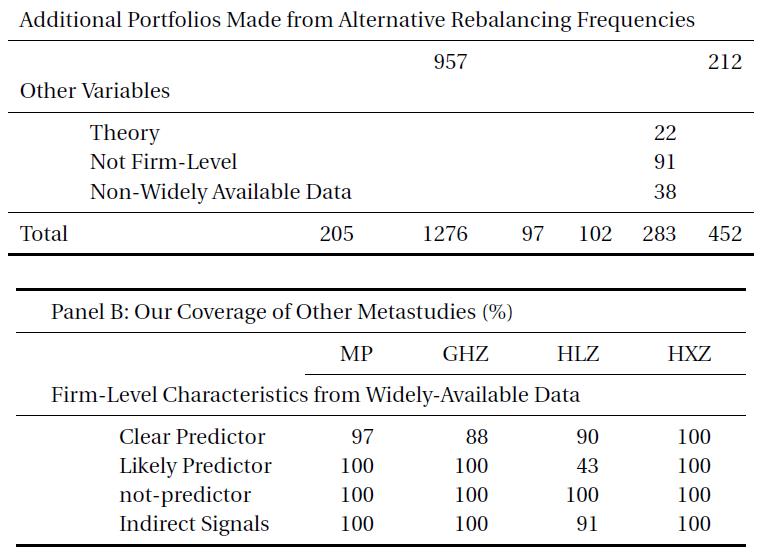 Additional Portfolios Made from Alternative Rebalancing Frequencies
957 212
Other Variables
Theory 22
Not Firm-Level 91
Non-Widely Available Data 38
Total 205 1276 97 102 283 452
Panel B: Our Coverage of Other Metastudies (%)
MP GHZ HLZ HXZ
Firm-Level Characteristics from Widely-Available Data
Clear Predictor 97 88 90 100
Likely Predictor 100 100 43 100
not-predictor 100 100 100 100
Indirect Signals 100 100 91 100